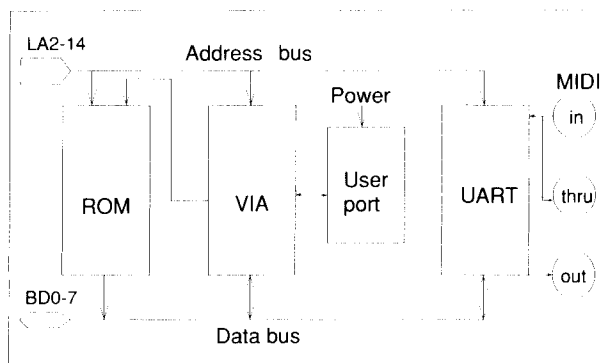 LA2-14
Address bus
MIDI
Power
in
ROM
VIA
User
port
UART
thru
out
BD0-7
Data bus